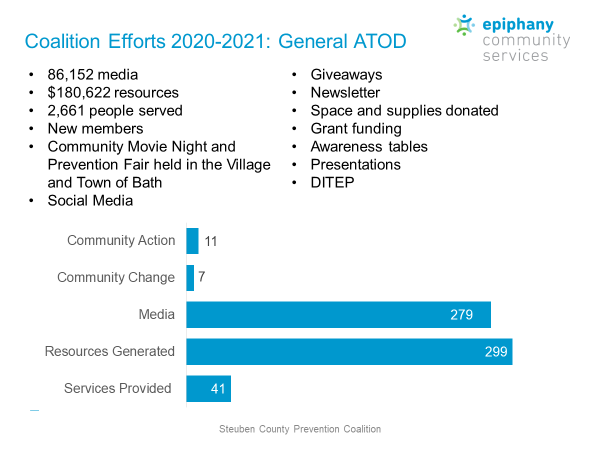 Coalition Efforts 2020-2021: General ATOD
epiphany
community
services
• 86,152 media
• $180,622 resources
• 2,661 people served
• New members
• Community Movie Night and
Prevention Fair held in the Village
and Town of Bath
• Social Media
• Giveaways
• Newsletter
• Space and supplies donated
• Grant funding
• Awareness tables
• Presentations
• DITEP
Community Action 11
Community Change 7
Media 279
Resources Generated 299
Services Provided 41
Steuben County Prevention Coalition